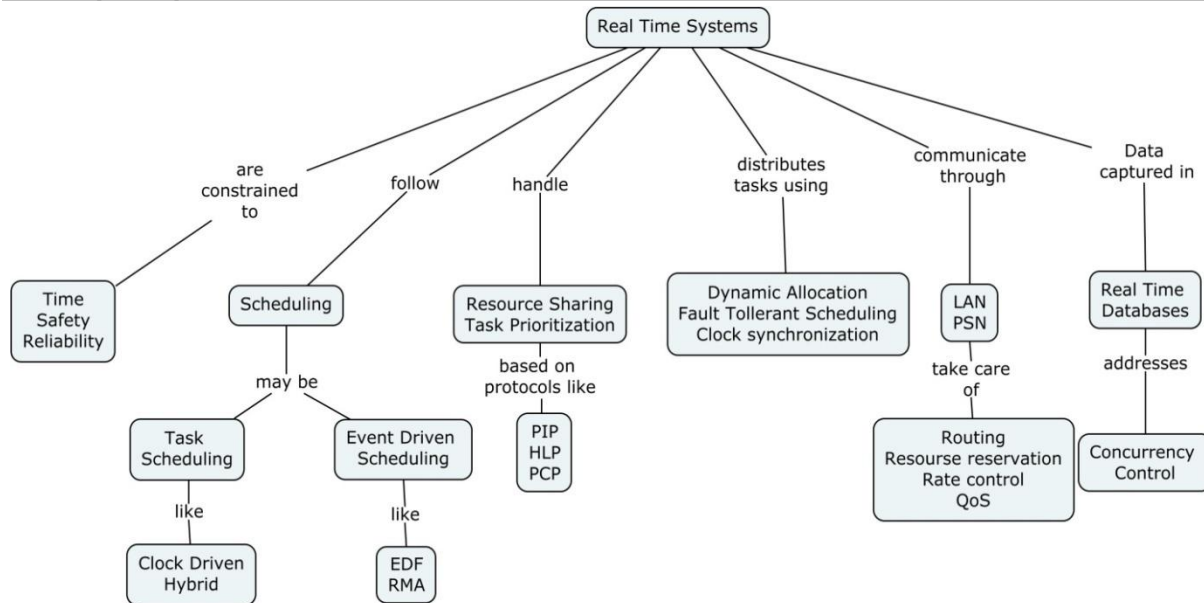 Real Time Systems
are
constrained
to
follow
handle
distributes
tasks using
communicate
through
Data
captured in
Time
Safety
Reliability
Scheduling
Resource Sharing
Task Prioritization
Dynamic Allocation
Fault Tollerant Scheduling
Clock synchronization
LAN
PSN
Real Time
Databases
may be
based on
protocols like
take care
of
addresses
Task
Scheduling
Event Driven
Scheduling
PIP
HLP
PCP
Routing
Resourse reservation
Rate control
QoS
Concurrency
Control
like
like
Clock Driven
Hybrid
EDF
RMA